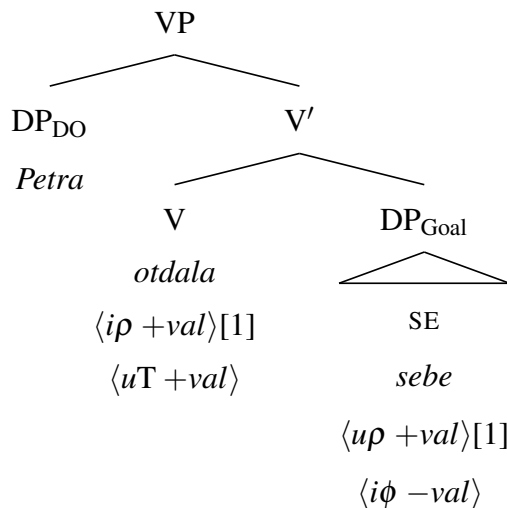 VP
DP_DO V′
Petra
V DP_Goal
otdala
⟨iρ +val⟩[1] SE
⟨uT +val⟩ sebe
⟨uρ +val⟩[1]
⟨iϕ −val⟩